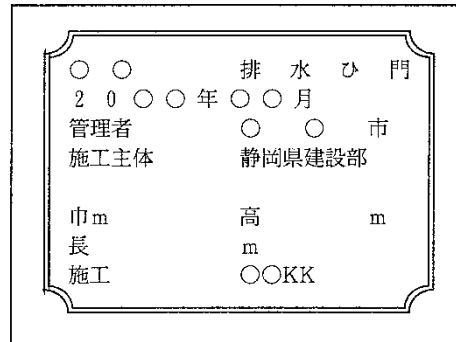 ○ ○ 排 水 ひ 門
2 0 ○ ○ 年 ○ ○ 月
管理者 ○ ○ 市
施工主体 静岡県建設部
巾m 高 m
長 m
施工 ○○KK